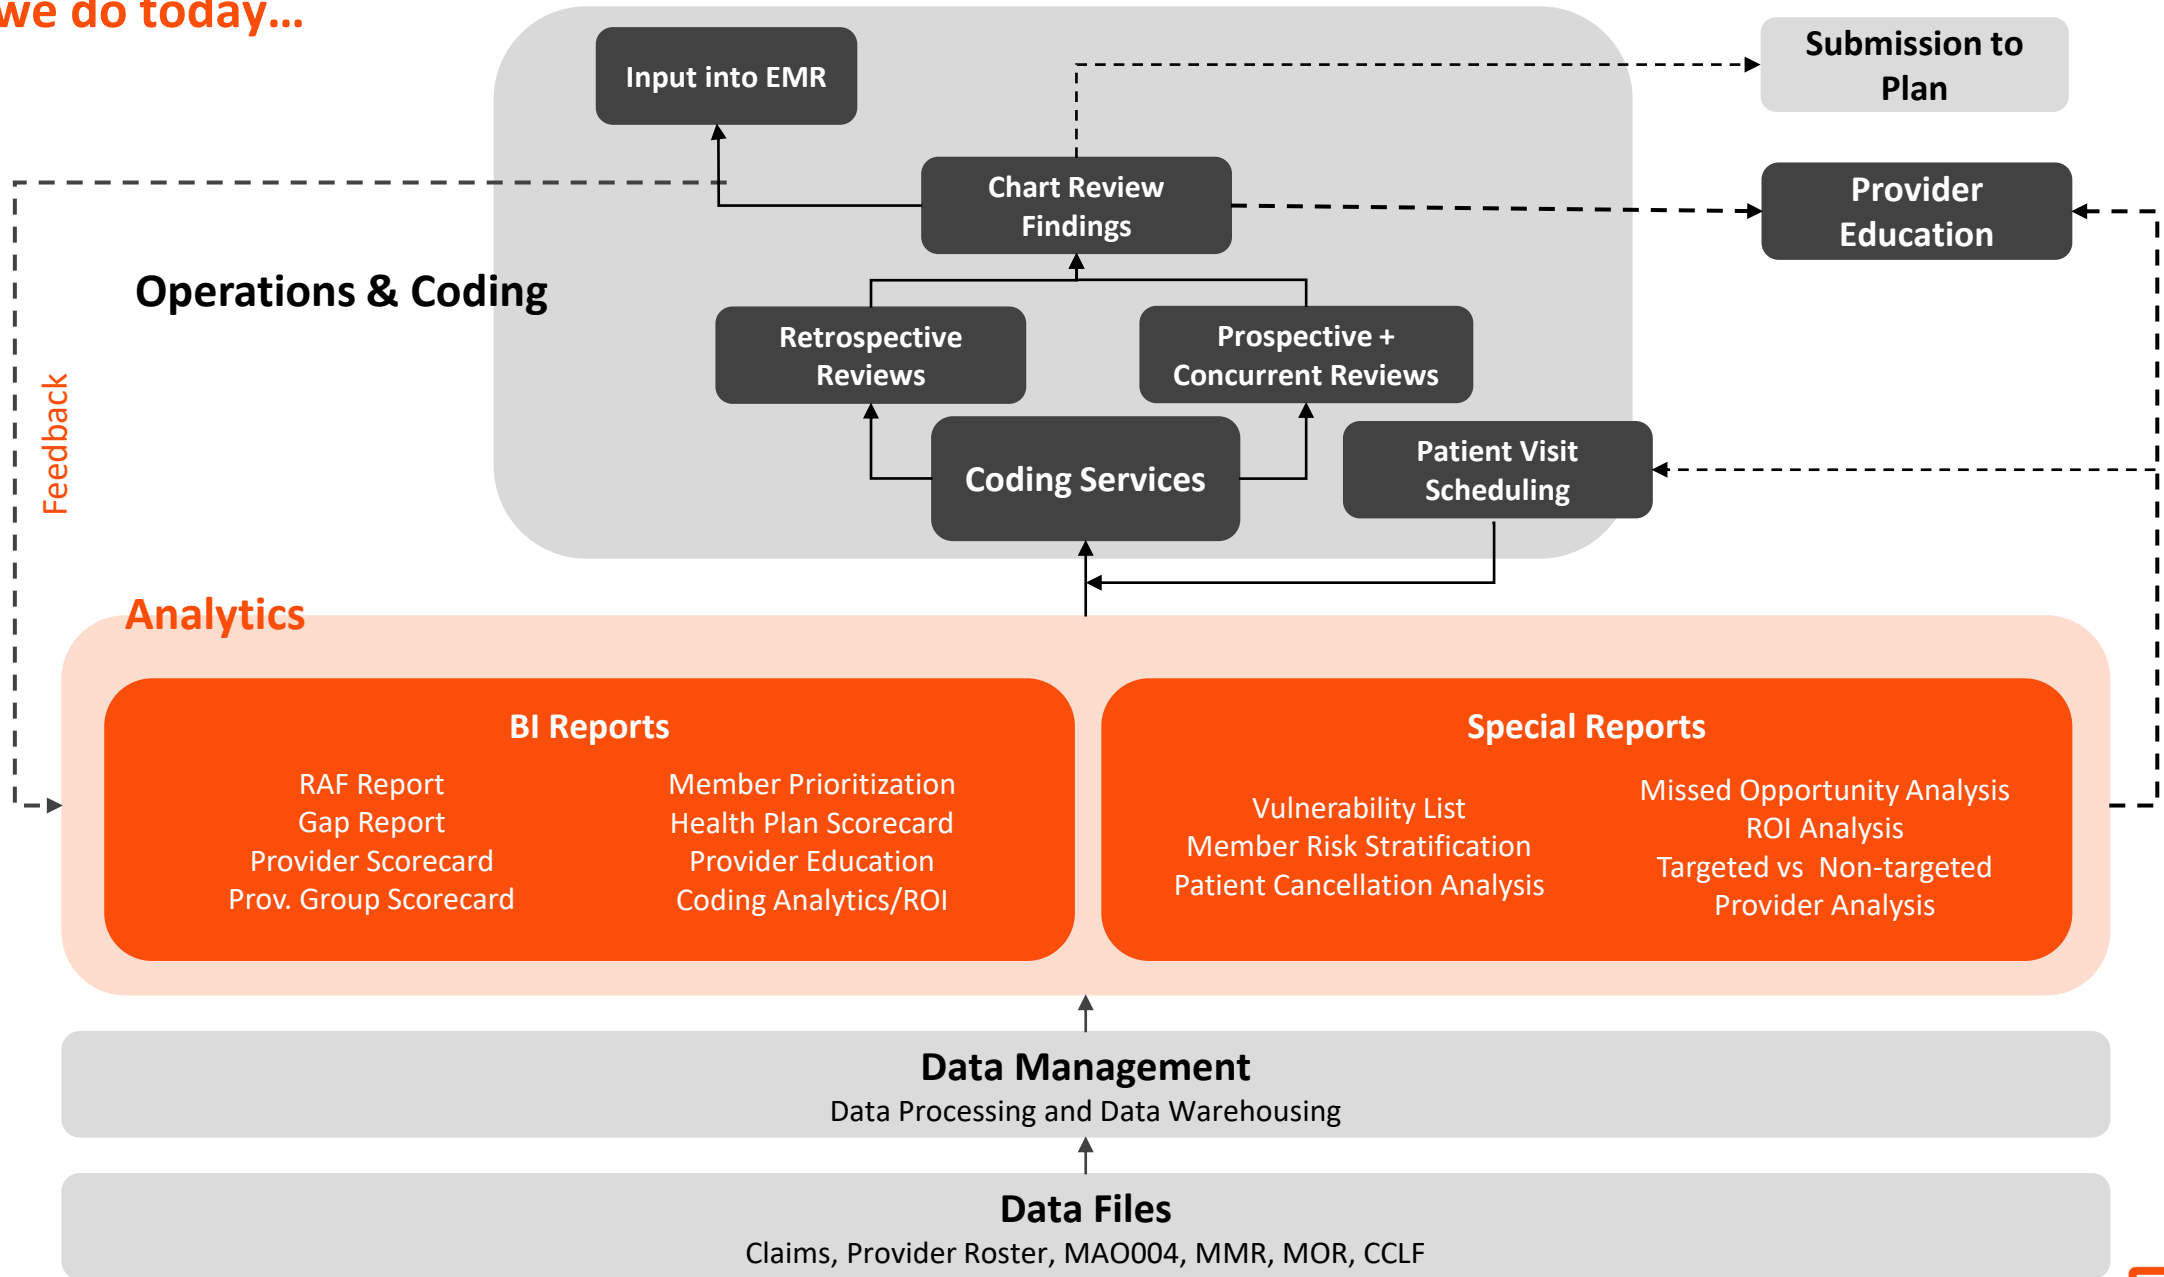 we do today...
Input into EMR
Submission to
Plan
Chart Review
Findings
Provider
Education
Operations & Coding
Retrospective
Reviews
Prospective +
Concurrent Reviews
Feedback
Coding Services
Patient Visit
Scheduling
Analytics
BI Reports
RAF Report
Gap Report
Provider Scorecard
Prov. Group Scorecard
Member Prioritization
Health Plan Scorecard
Provider Education
Coding Analytics/ROI
Special Reports
Vulnerability List
Member Risk Stratification
Patient Cancellation Analysis
Missed Opportunity Analysis
ROI Analysis
Targeted vs  Non-targeted
Provider Analysis
Data Management
Data Processing and Data Warehousing
Data Files
Claims, Provider Roster, MAO004, MMR, MOR, CCLF